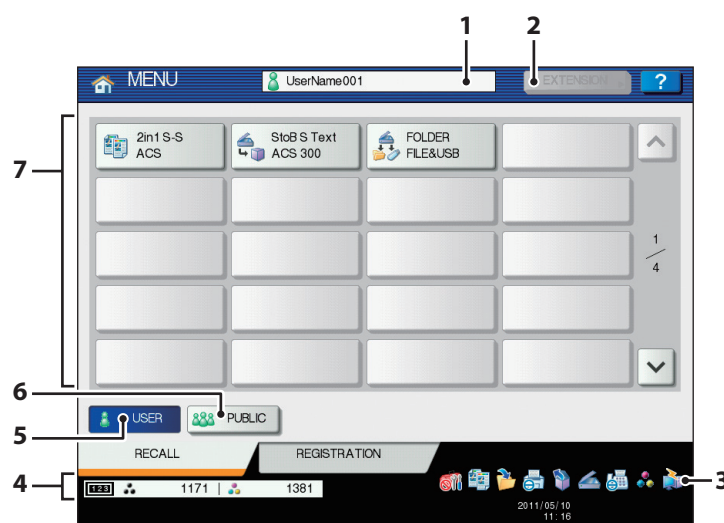 1 2
MENU UserName001 EXTENSION ?
7
2in1 S-S
ACS
StoB S Text
ACS 300
FOLDER
FILE&USB
1
4
6
5
USER PUBLIC
RECALL REGISTRATION
4
123 1171 | 1381
3
2011/05/10
11:16